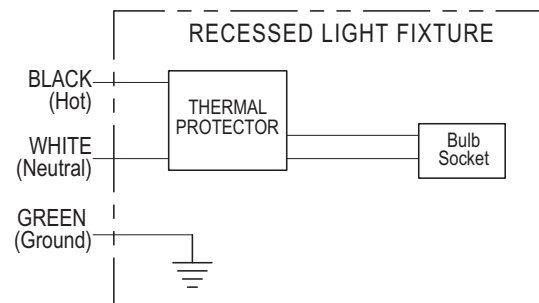 RECESSED LIGHT FIXTURE
BLACK
(Hot)
THERMAL
PROTECTOR
WHITE
(Neutral)
Bulb
Socket
GREEN
(Ground)